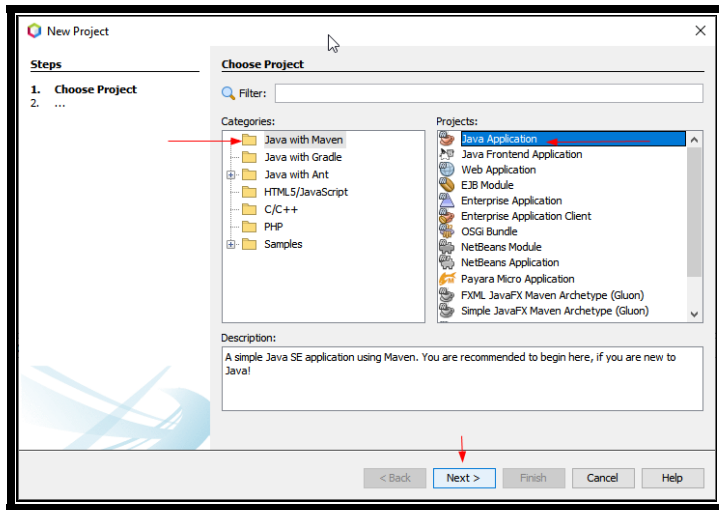 New Project
Steps
1. Choose Project
2. ...
Choose Project
Filter:
Categories:
Java with Maven
Java with Gradle
Java with Ant
HTML5/JavaScript
C/C++
PHP
Samples
Projects:
Java Application
Java Frontend Application
Web Application
EJB Module
Enterprise Application
Enterprise Application Client
OSGi Bundle
NetBeans Module
NetBeans Application
Payara Micro Application
FXML JavaFX Maven Archetype (Gluon)
Simple JavaFX Maven Archetype (Gluon)
Description:
A simple Java SE application using Maven. You are recommended to begin here, if you are new to
Java!
< Back
Next >
Finish
Cancel
Help